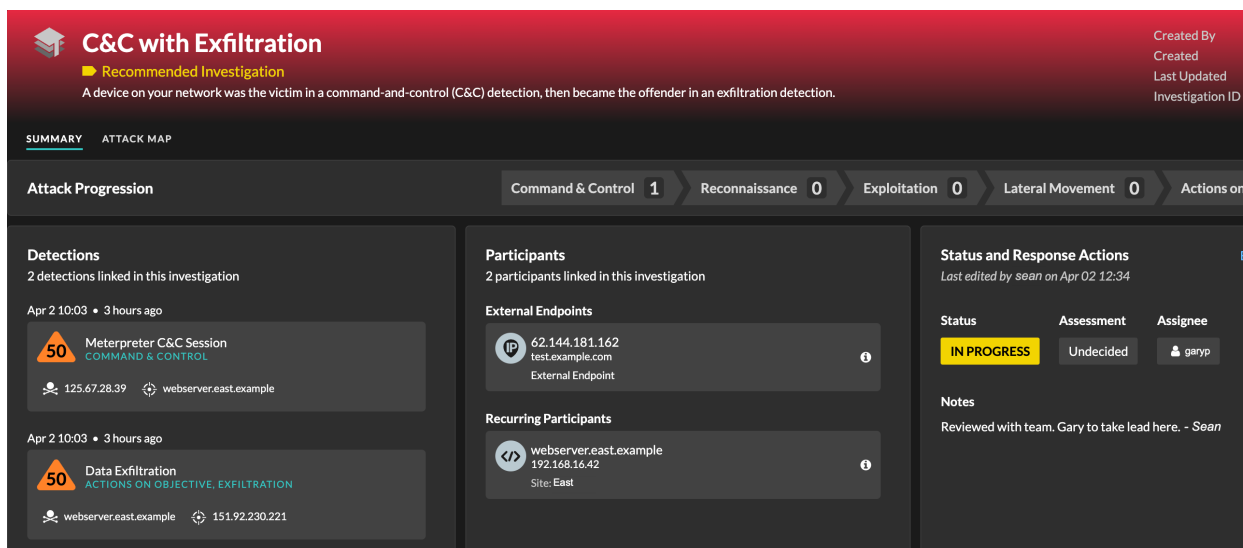 C&C with Exfiltration
Recommended Investigation
A device on your network was the victim in a command-and-control (C&C) detection, then became the offender in an exfiltration detection.
Created By
Created
Last Updated
Investigation ID
SUMMARY ATTACK MAP
Attack Progression
Command & Control 1 Reconnaissance 0 Exploitation 0 Lateral Movement 0 Actions on
Detections
2 detections linked in this investigation
Apr 2 10:03 • 3 hours ago
50
Meterpreter C&C Session
COMMAND & CONTROL
125.67.28.39 webserver.east.example
Apr 2 10:03 • 3 hours ago
50
Data Exfiltration
ACTIONS ON OBJECTIVE, EXFILTRATION
webserver.east.example 151.92.230.221
Participants
2 participants linked in this investigation
External Endpoints
IP
62.144.181.162
test.example.com
External Endpoint
Recurring Participants
webserver.east.example
192.168.16.42
Site: East
Status and Response Actions
Last edited by sean on Apr 02 12:34
Status Assessment Assignee
IN PROGRESS Undecided garyp
Notes
Reviewed with team. Gary to take lead here. - Sean